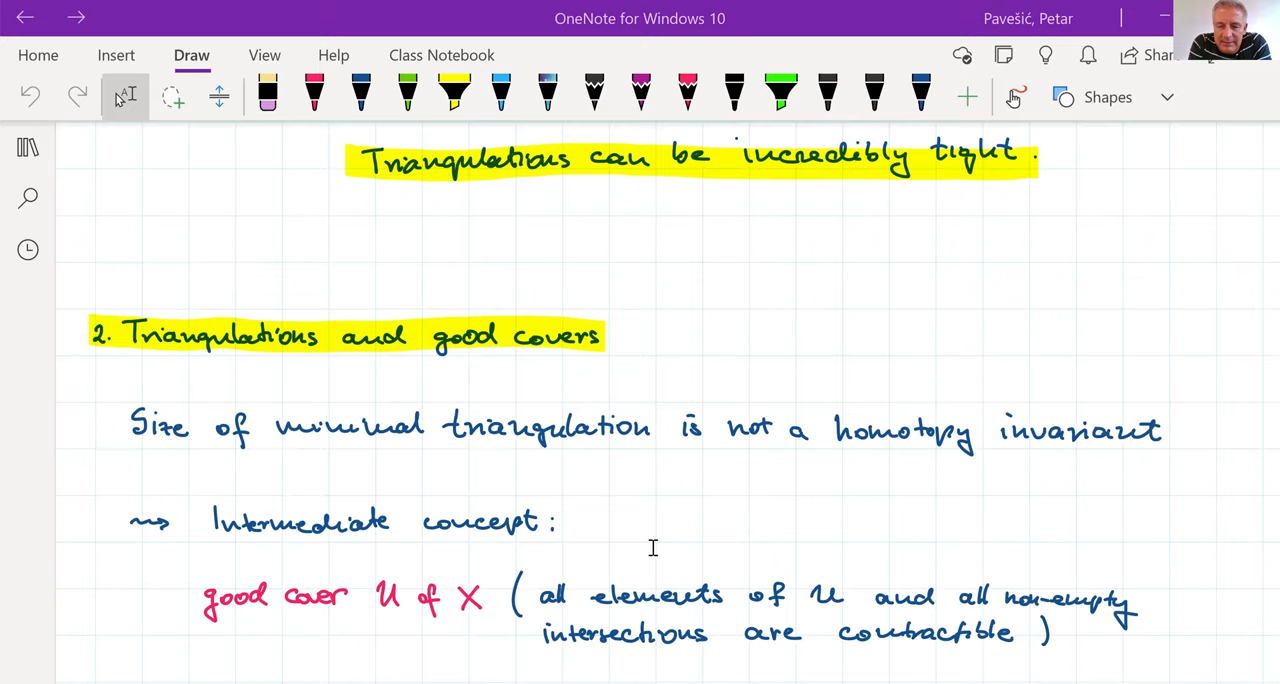 OneNote for Windows 10
Pavešić, Petar
Home Insert Draw View Help Class Notebook
Shapes
Triangulations can be incredibly tight.
2. Triangulations and good covers
Size of minimal triangulation is not a homotopy invariant
⇝ Intermediate concept:
good cover U of X (all elements of U and all non-empty
intersections are contractible)